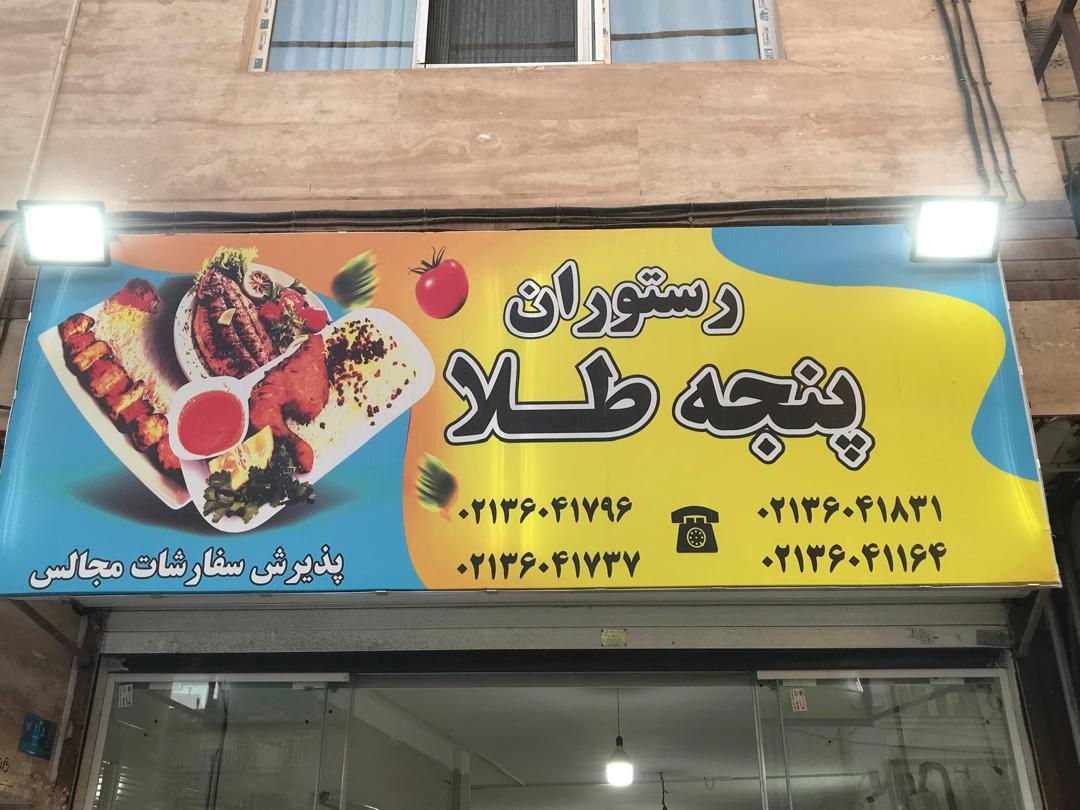 رستوران
پنجه طلا
۰۲۱۳۶۰۴۱۸۳۱
۰۲۱۳۶۰۴۱۷۹۶
۰۲۱۳۶۰۴۱۱۶۴
۰۲۱۳۶۰۴۱۷۳۷
پذیرش سفارشات مجالس